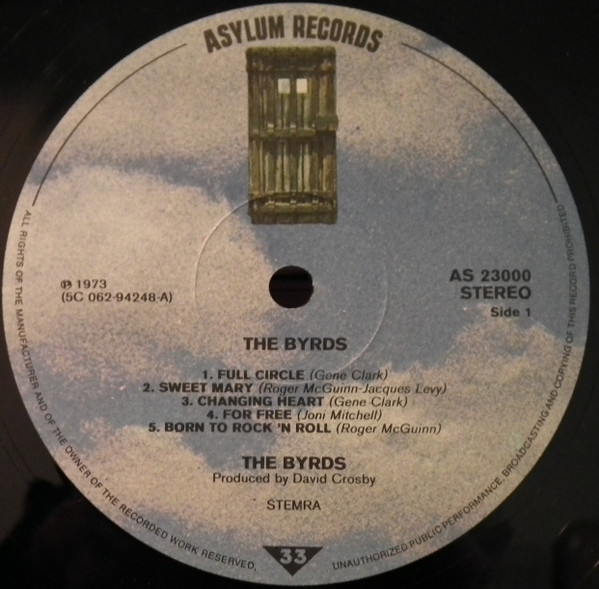 ASYLUM RECORDS
℗ 1973
(5C 062-94248-A)
AS 23000
STEREO
Side 1
THE BYRDS
1. FULL CIRCLE (Gene Clark)
2. SWEET MARY (Roger McGuinn-Jacques Levy)
3. CHANGING HEART (Gene Clark)
4. FOR FREE (Joni Mitchell)
5. BORN TO ROCK 'N ROLL (Roger McGuinn)
THE BYRDS
Produced by David Crosby
STEMRA
33
ALL RIGHTS OF THE MANUFACTURER AND OF THE OWNER OF THE RECORDED WORK RESERVED,
UNAUTHORIZED PUBLIC PERFORMANCE, BROADCASTING AND COPYING OF THIS RECORD PROHIBITED